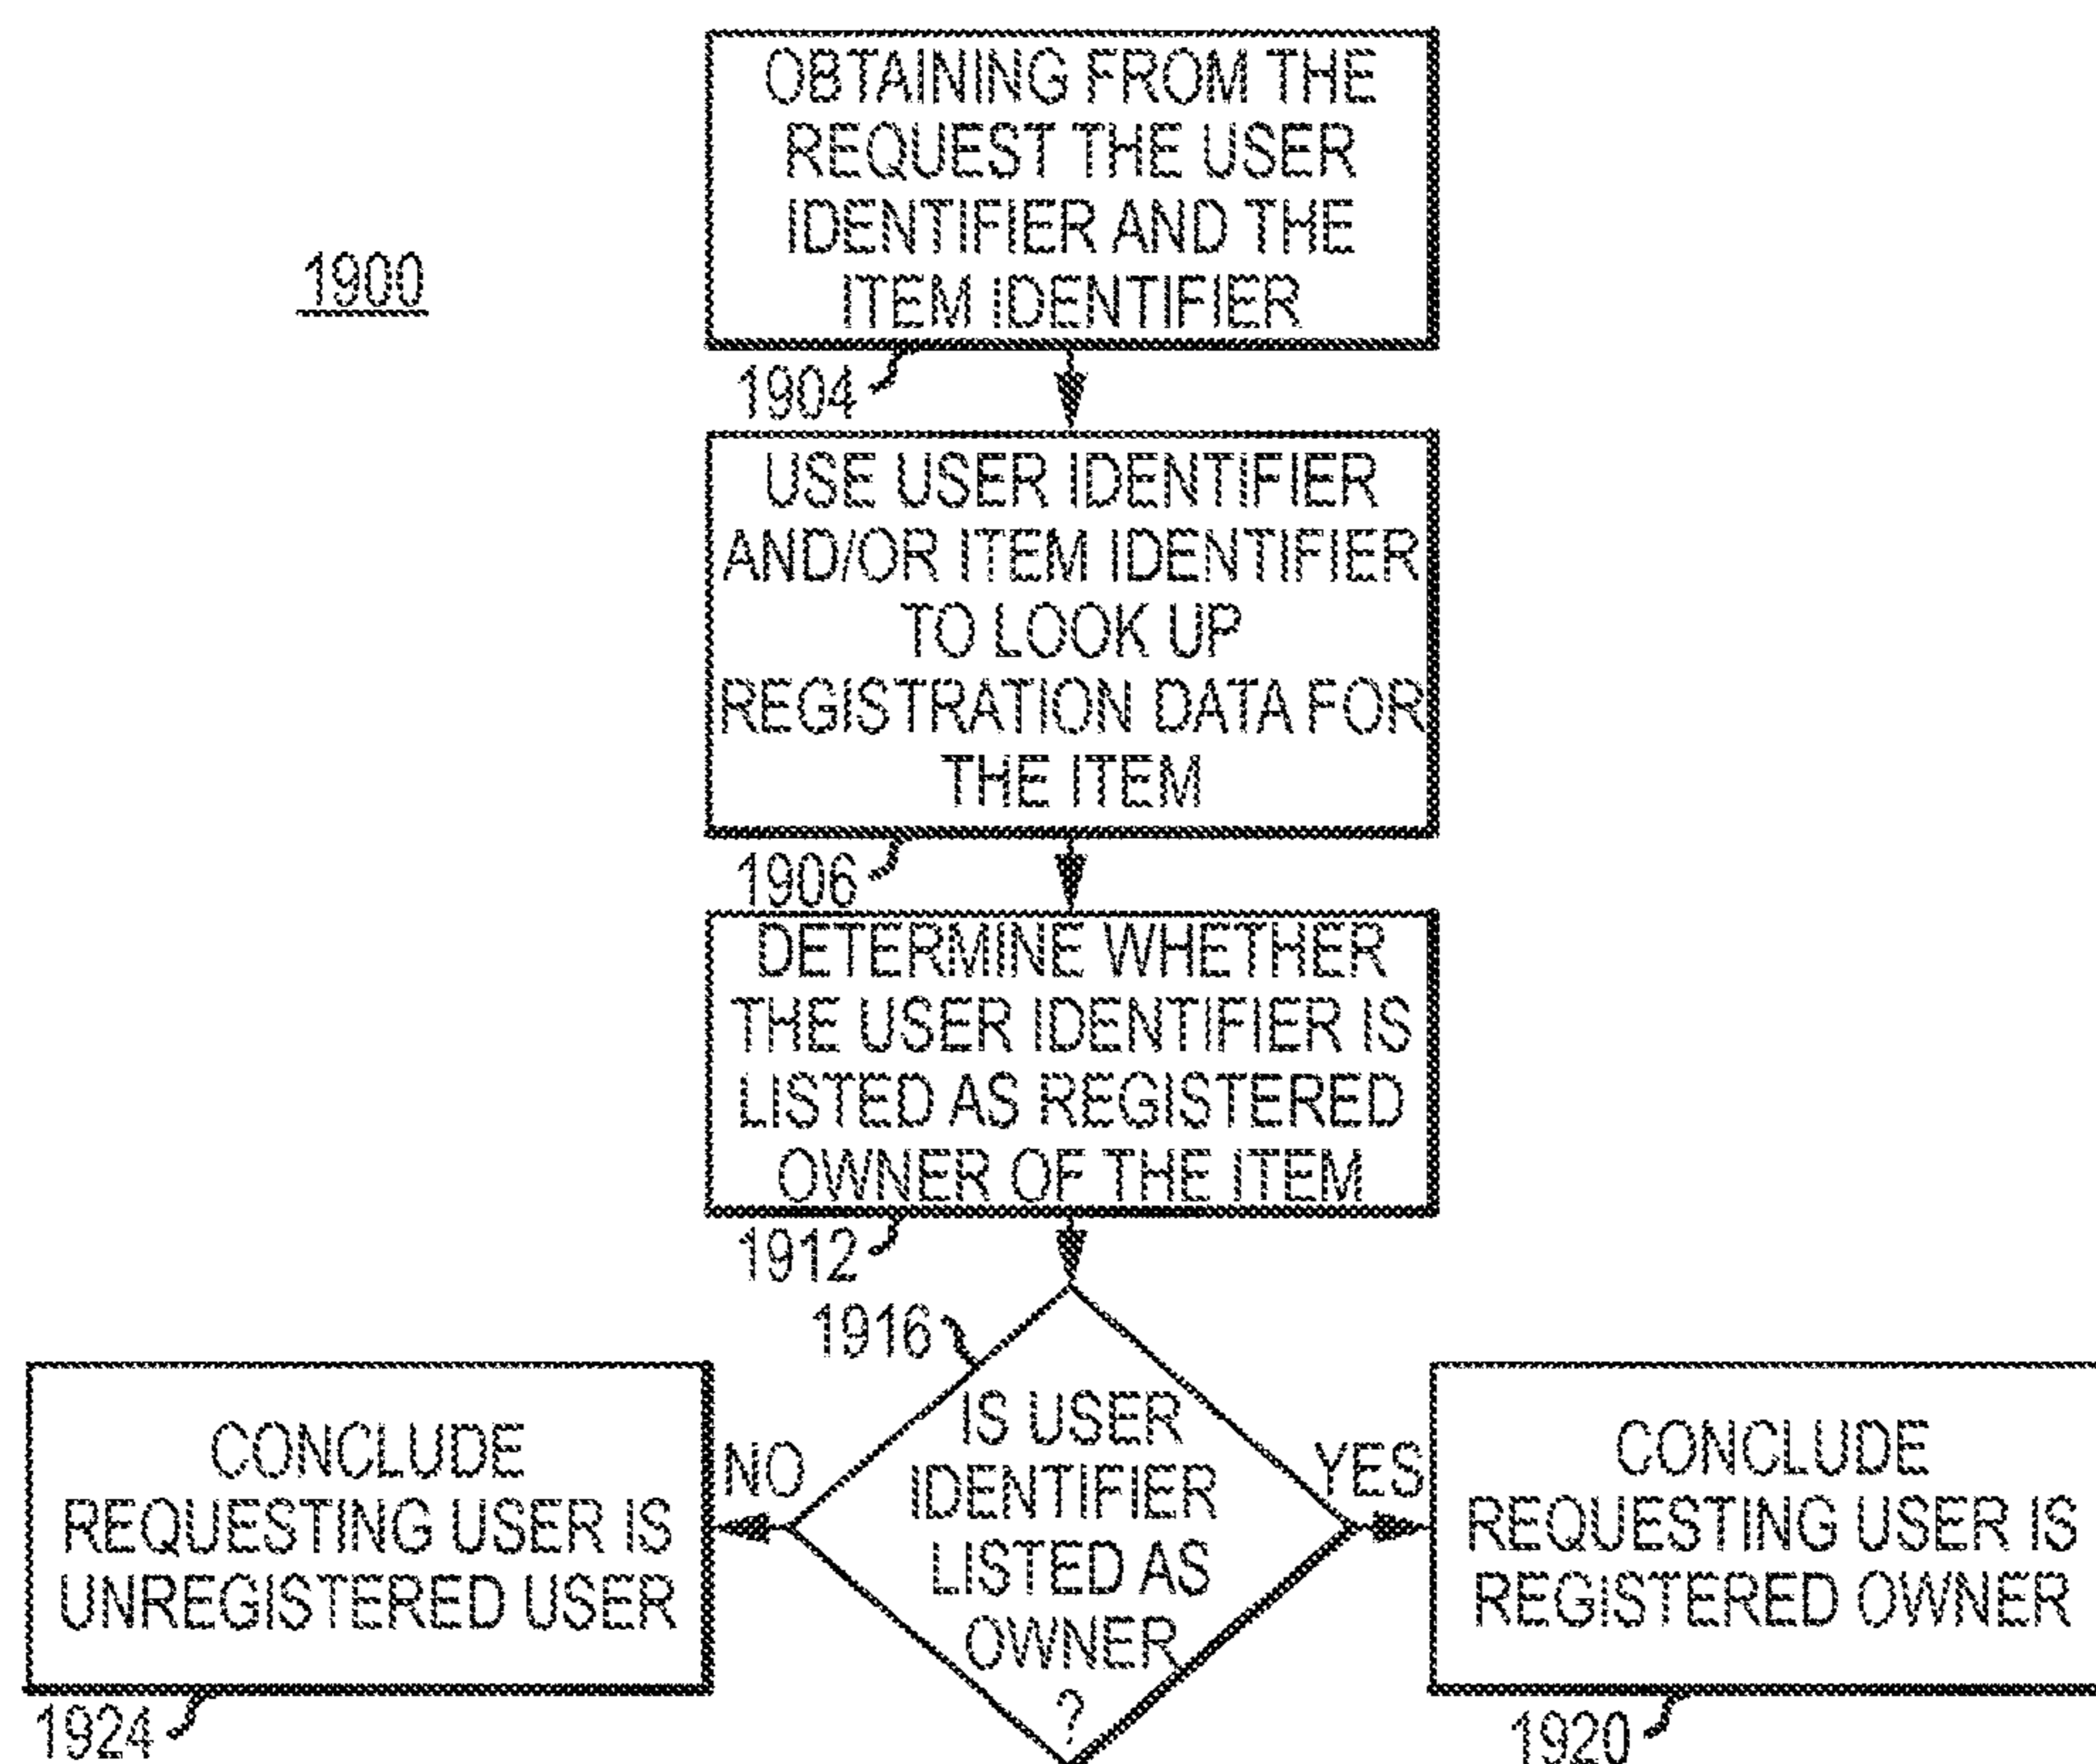 OBTAINING FROM THE
REQUEST THE USER
IDENTIFIER AND THE
ITEM IDENTIFIER
1900
1904
USE USER IDENTIFIER
AND/OR ITEM IDENTIFIER
TO LOOK UP
REGISTRATION DATA FOR
THE ITEM
1906
DETERMINE WHETHER
THE USER IDENTIFIER IS
LISTED AS REGISTERED
OWNER OF THE ITEM
1912
1916
IS USER
IDENTIFIER
LISTED AS
OWNER
?
NO
YES
CONCLUDE
REQUESTING USER IS
UNREGISTERED USER
1924
CONCLUDE
REQUESTING USER IS
REGISTERED OWNER
1920